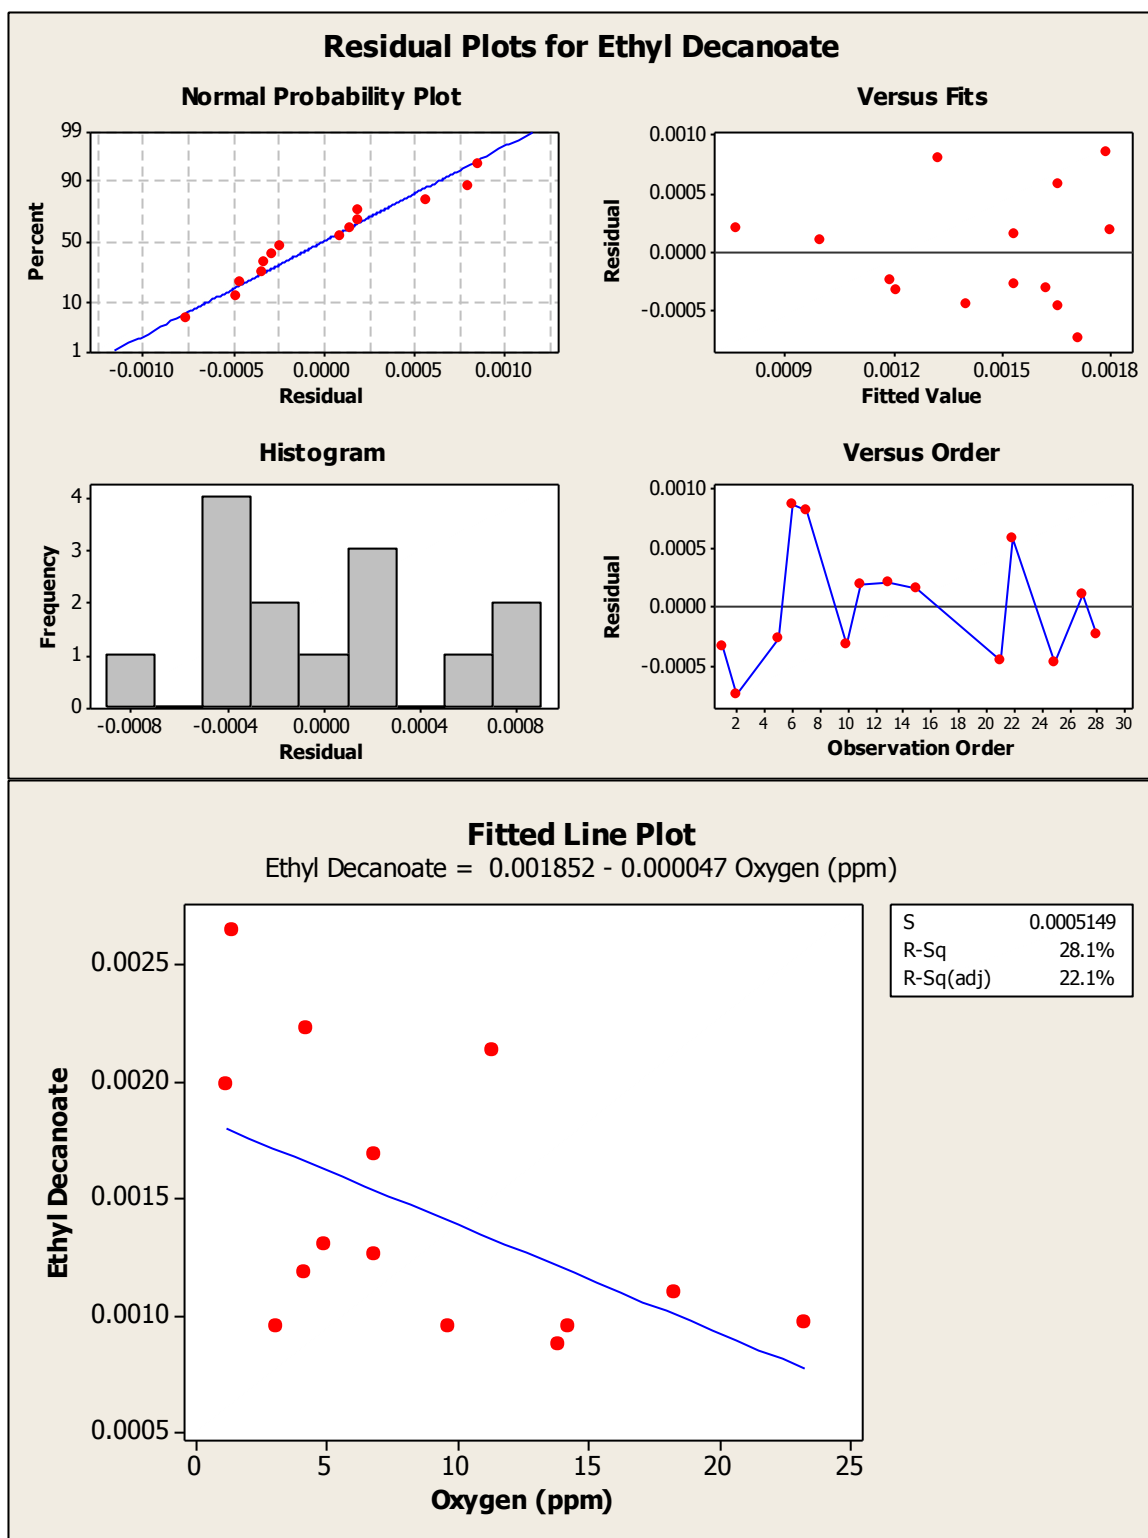 Residual Plots for Ethyl Decanoate
Normal Probability Plot
99
90
50
10
1
Percent
-0.0010 -0.0005 0.0000 0.0005 0.0010
Residual
Versus Fits
0.0010
0.0005
0.0000
-0.0005
Residual
0.0009 0.0012 0.0015 0.0018
Fitted Value
Histogram
4
3
2
1
0
Frequency
-0.0008 -0.0004 0.0000 0.0004 0.0008
Residual
Versus Order
0.0010
0.0005
0.0000
-0.0005
Residual
2 4 6 8 10 12 14 16 18 20 22 24 26 28 30
Observation Order
Fitted Line Plot
Ethyl Decanoate = 0.001852 - 0.000047 Oxygen (ppm)
S 0.0005149
R-Sq 28.1%
R-Sq(adj) 22.1%
0.0025
0.0020
0.0015
0.0010
0.0005
Ethyl Decanoate
0 5 10 15 20 25
Oxygen (ppm)